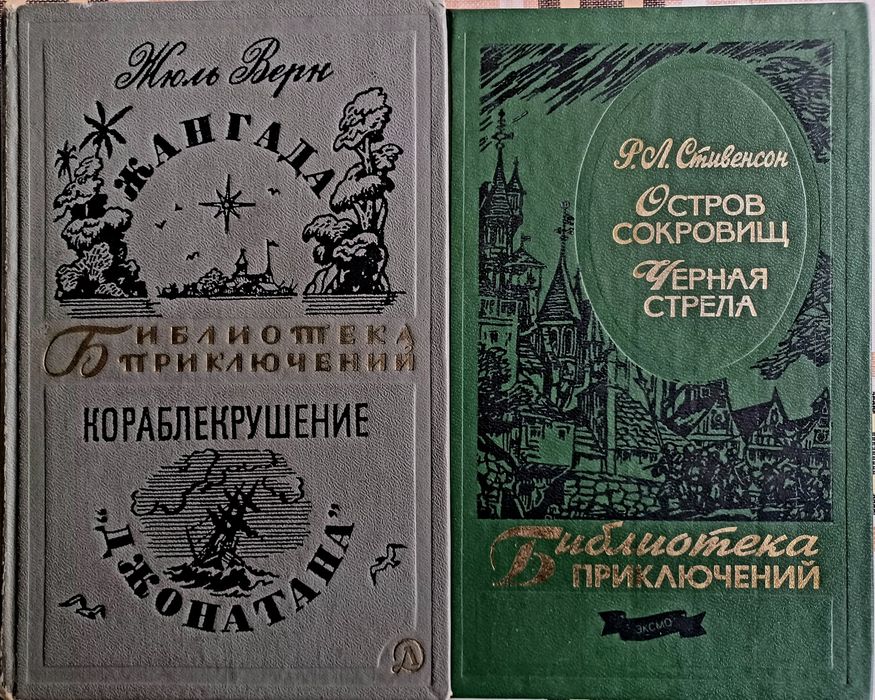 Жюль Верн
ЖАНГАДА
БИБЛИОТЕКА
ПРИКЛЮЧЕНИЙ
КОРАБЛЕКРУШЕНИЕ
"ДЖОНАТАНА"
Д
Р.Л. Стивенсон
ОСТРОВ
СОКРОВИЩ
ЧЕРНАЯ
СТРЕЛА
Библиотека
ПРИКЛЮЧЕНИЙ
ЭКСМО